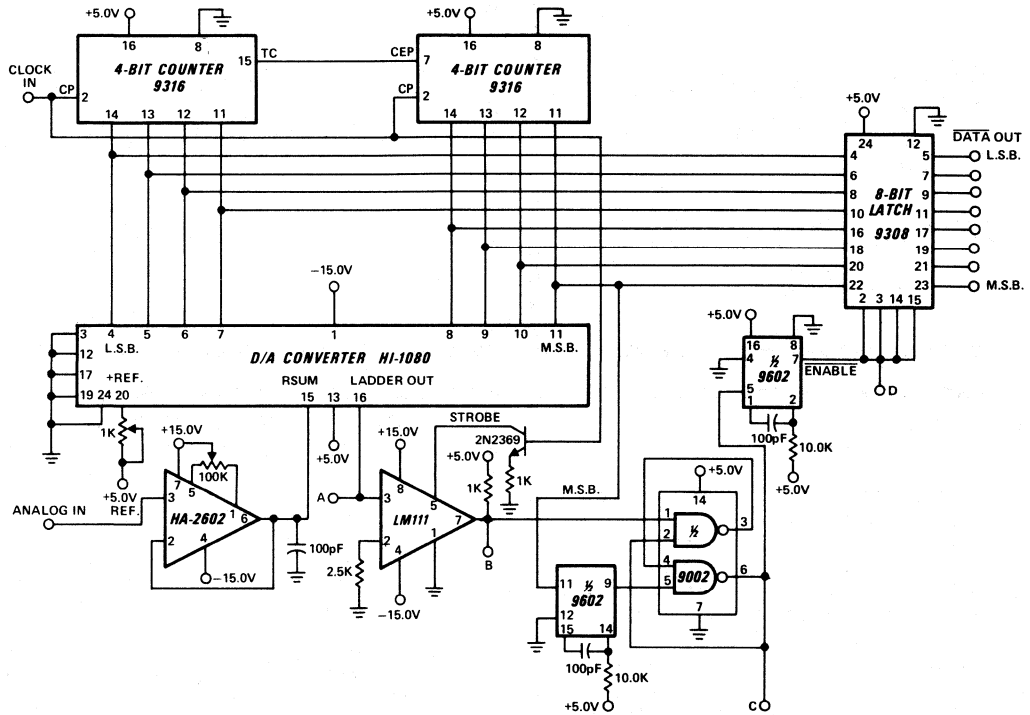 +5.0V
16
8
TC
15
4-BIT COUNTER
9316
CLOCK
IN
CP
2
14
13
12
11
+5.0V
16
8
CEP
7
4-BIT COUNTER
9316
CP
2
14
13
12
11
+5.0V
24
12
DATA OUT
4
5
L.S.B.
6
7
8
8-BIT
9
10
LATCH
11
16
9308
17
18
19
20
21
22
23
M.S.B.
2
3
14
15
D
−15.0V
3
4
5
6
7
1
8
9
10
11
L.S.B.
M.S.B.
12
D/A CONVERTER HI-1080
17
+REF.
RSUM
LADDER OUT
19
24
20
15
13
16
1K
+5.0V
REF.
+5.0V
+5.0V
16
8
4
½
7
ENABLE
9602
5
1
2
100pF
10.0K
+5.0V
+15.0V
7
5
100K
3
1
6
HA-2602
2
4
−15.0V
ANALOG IN
100pF
+15.0V
STROBE
2N2369
+5.0V
1K
1K
A
8
3
5
LM111
7
2
4
1
2.5K
−15.0V
B
M.S.B.
11
½
9
9602
12
15
14
100pF
10.0K
+5.0V
+5.0V
14
1
2
½
3
4
5
9002
6
7
C